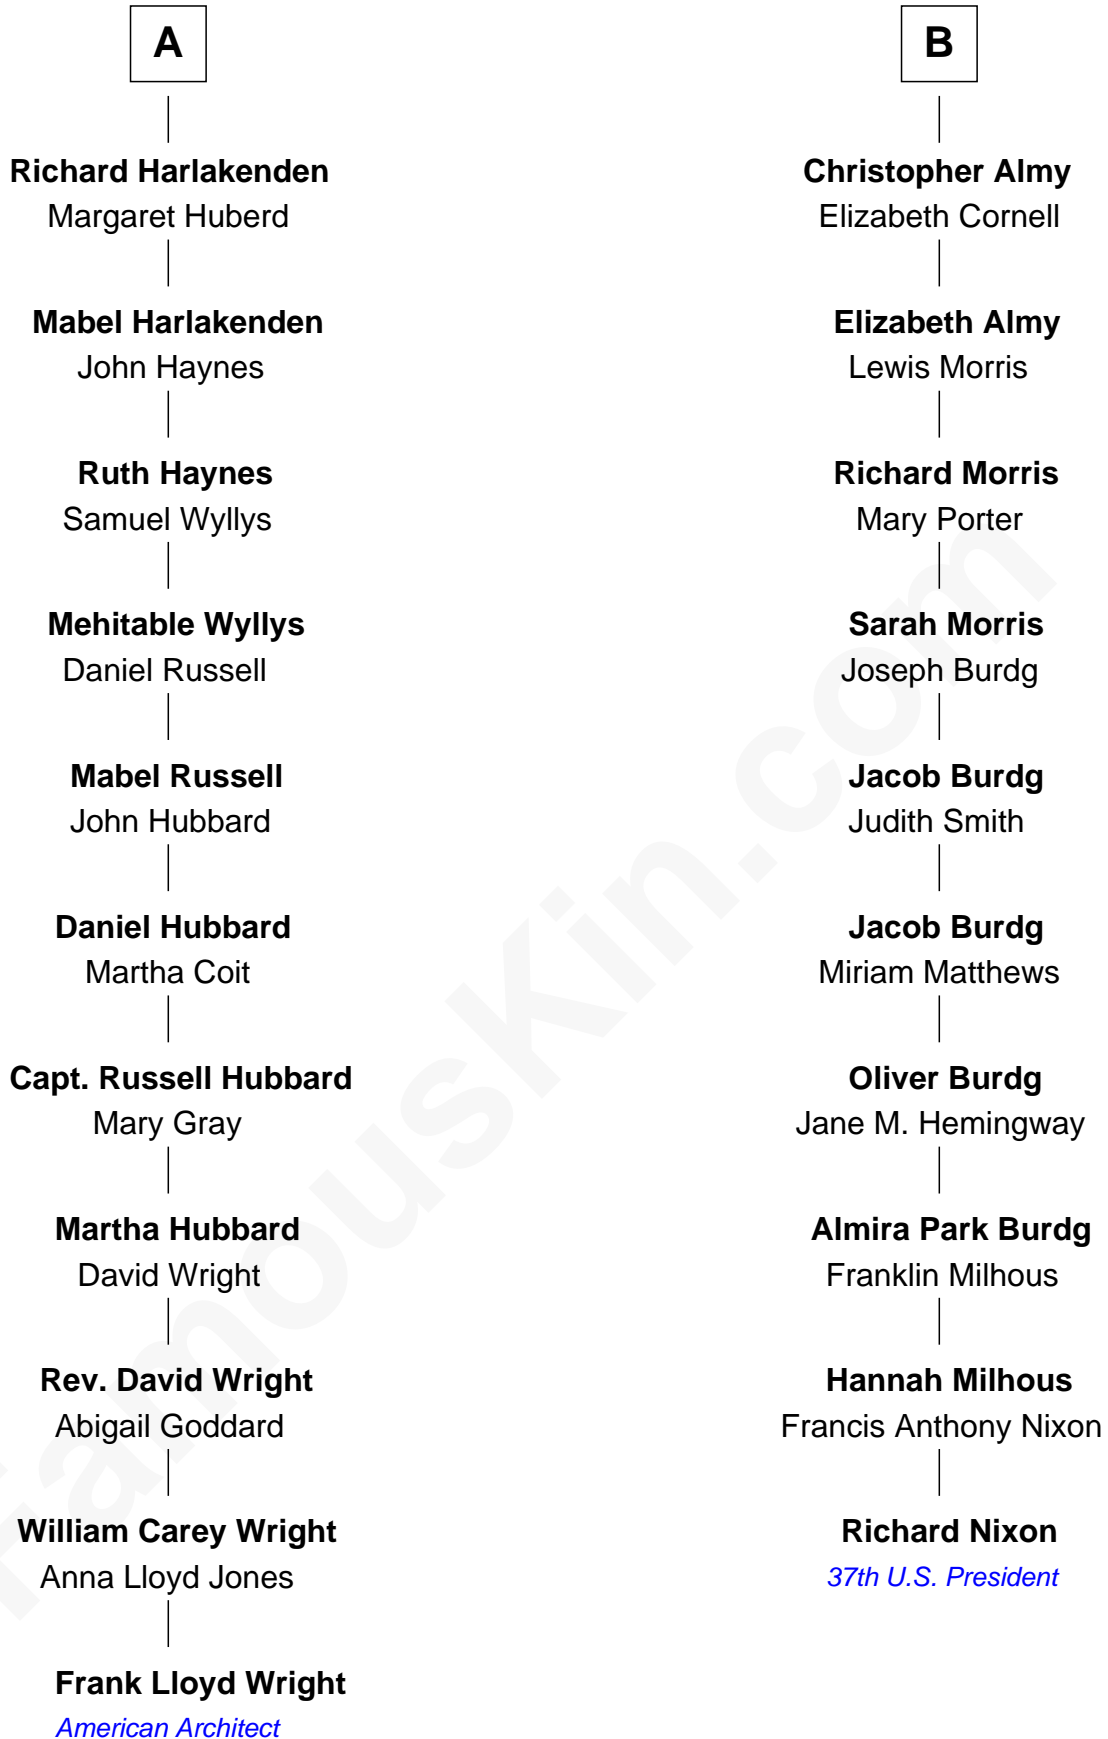 A
Richard Harlakenden
Margaret Huberd
Mabel Harlakenden
John Haynes
Ruth Haynes
Samuel Wyllys
Mehitable Wyllys
Daniel Russell
Mabel Russell
John Hubbard
Daniel Hubbard
Martha Coit
Capt. Russell Hubbard
Mary Gray
Martha Hubbard
David Wright
Rev. David Wright
Abigail Goddard
William Carey Wright
Anna Lloyd Jones
Frank Lloyd Wright
American Architect
B
Christopher Almy
Elizabeth Cornell
Elizabeth Almy
Lewis Morris
Richard Morris
Mary Porter
Sarah Morris
Joseph Burdg
Jacob Burdg
Judith Smith
Jacob Burdg
Miriam Matthews
Oliver Burdg
Jane M. Hemingway
Almira Park Burdg
Franklin Milhous
Hannah Milhous
Francis Anthony Nixon
Richard Nixon
37th U.S. President
FamousKin.com